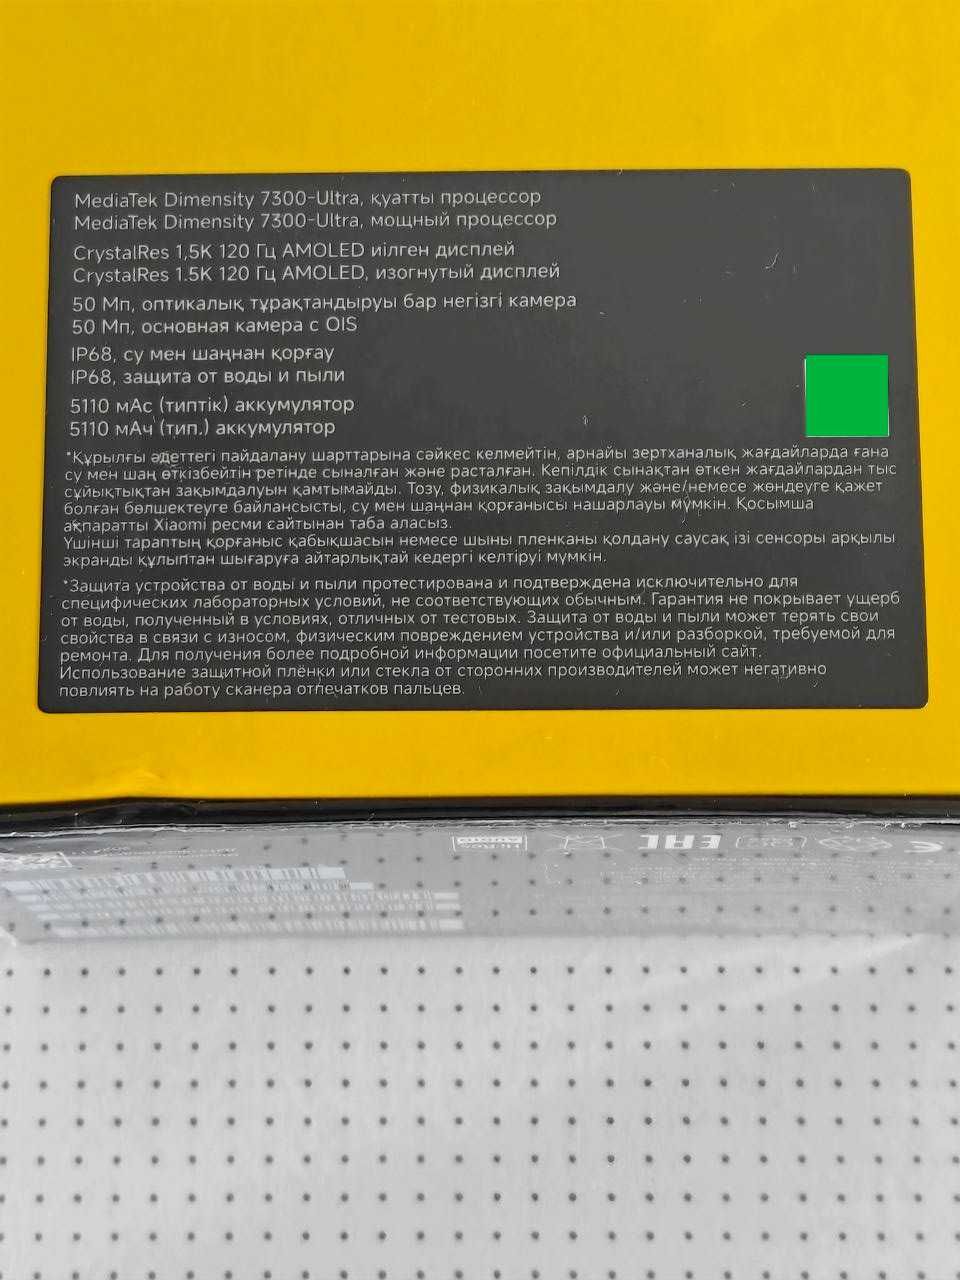 MediaTek Dimensity 7300-Ultra, қуатты процессор
MediaTek Dimensity 7300-Ultra, мощный процессор
CrystalRes 1,5K 120 Гц AMOLED иілген дисплей
CrystalRes 1.5K 120 Гц AMOLED, изогнутый дисплей
50 Мп, оптикалық тұрақтандыруы бар негізгі камера
50 Мп, основная камера с OIS
IP68, су мен шаңнан қорғау
IP68, защита от воды и пыли
5110 мАс (типтік) аккумулятор
5110 мАч (тип.) аккумулятор
*Құрылғы әдеттегі пайдалану шарттарына сәйкес келмейтін, арнайы зертханалық жағдайларда ғана
су мен шаң өткізбейтін ретінде сыналған және расталған. Кепілдік сынақтан өткен жағдайлардан тыс
сұйықтықтан зақымдалуын қамтымайды. Тозу, физикалық зақымдалу және/немесе жөндеуге қажет
болған бөлшектеуге байланысты, су мен шаңнан қорғанысы нашарлауы мүмкін. Қосымша
ақпаратты Xiaomi ресми сайтынан таба аласыз.
Үшінші тараптың қорғаныс қабықшасын немесе шыны пленканы қолдану саусақ ізі сенсоры арқылы
экранды құлыптан шығаруға айтарлықтай кедергі келтіруі мүмкін.
*Защита устройства от воды и пыли протестирована и подтверждена исключительно для
специфических лабораторных условий, не соответствующих обычным. Гарантия не покрывает ущерб
от воды, полученный в условиях, отличных от тестовых. Защита от воды и пыли может терять свои
свойства в связи с износом, физическим повреждением устройства и/или разборкой, требуемой для
ремонта. Для получения более подробной информации посетите официальный сайт.
Использование защитной плёнки или стекла от сторонних производителей может негативно
повлиять на работу сканера отпечатков пальцев.
Hi-Res
AUDIO
EAC
CE